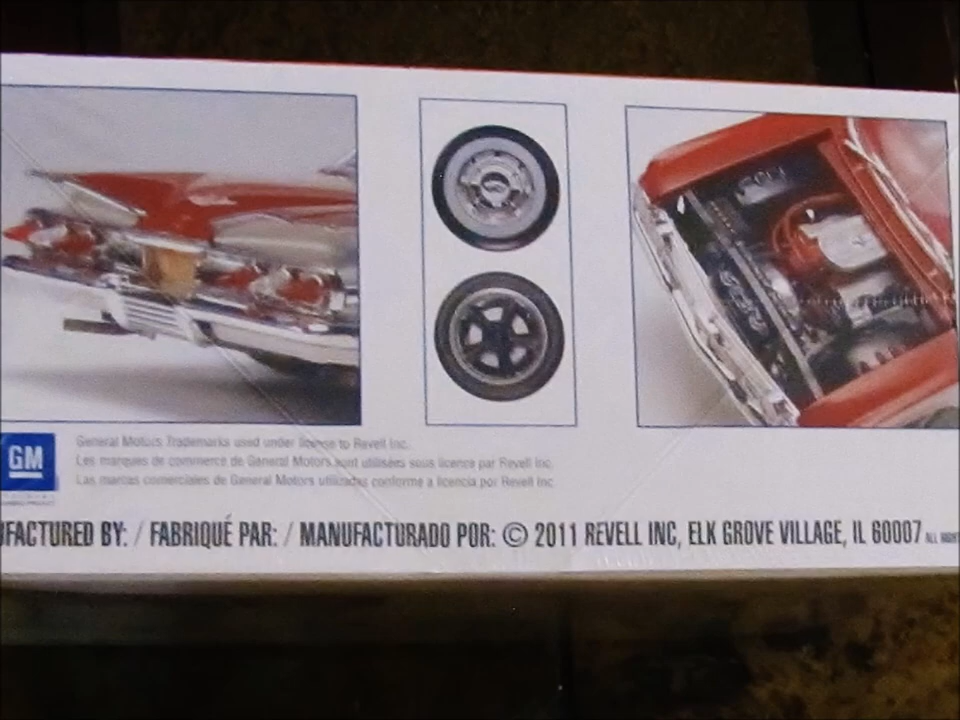 GM
General Motors Trademarks used under license to Revell Inc.
Les marques de commerce de General Motors sont utilisées sous licence par Revell Inc.
Las marcas comerciales de General Motors utilizadas conforme a licencia por Revell Inc.
UFACTURED BY: / FABRIQUÉ PAR: / MANUFACTURADO POR: © 2011 REVELL INC, ELK GROVE VILLAGE, IL 60007 ALL